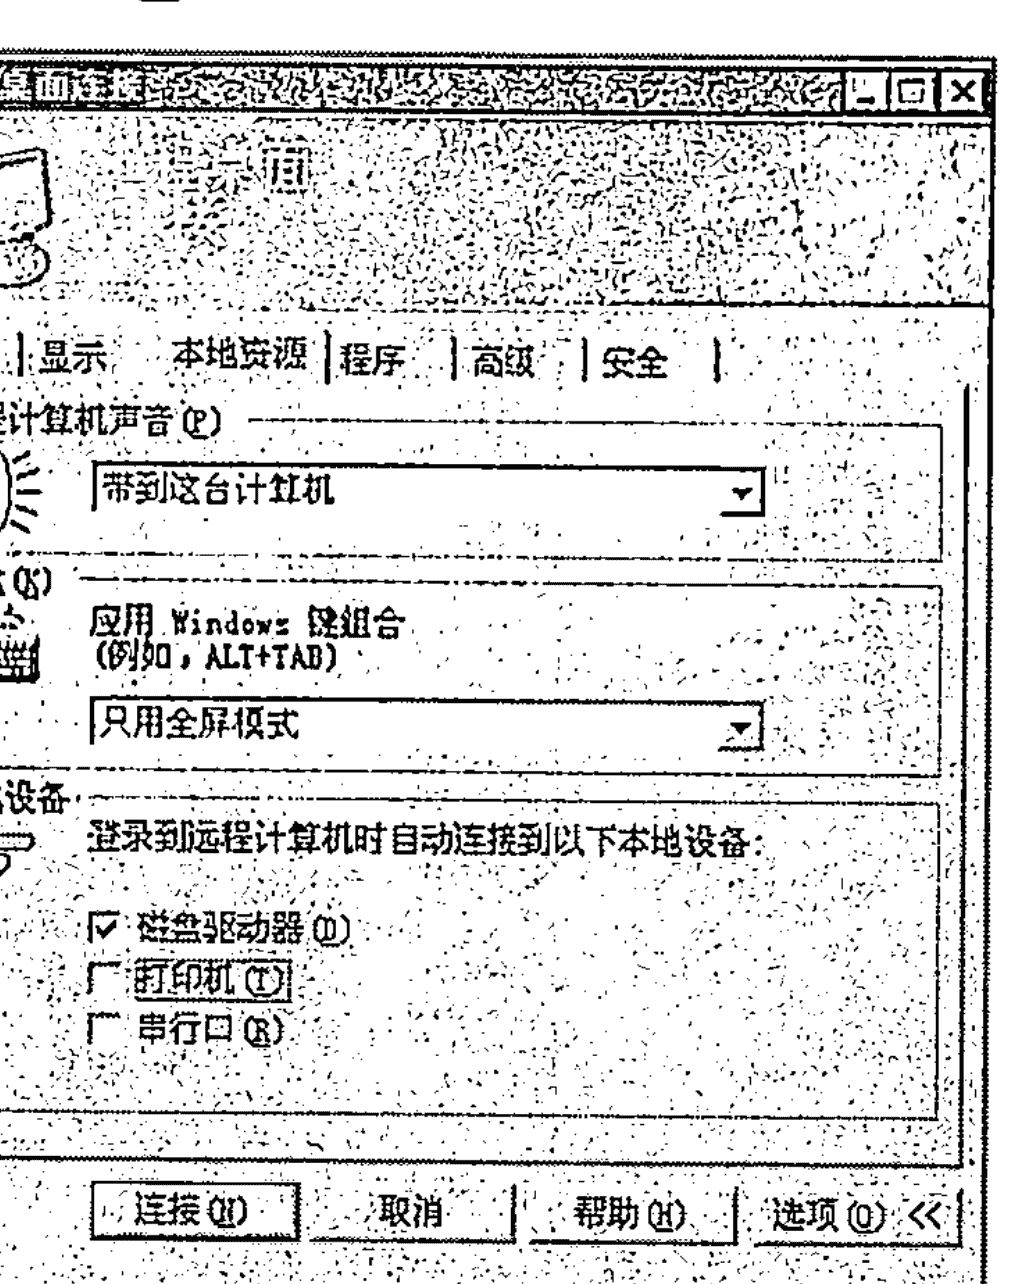 桌面连接
面
显示 本地资源 程序 高级 安全
计算机声音(P)
带到这台计算机
(K)
应用 Windows 键组合
(例如，ALT+TAB)
只用全屏模式
设备
登录到远程计算机时自动连接到以下本地设备:
磁盘驱动器(D)
打印机(T)
串行口(R)
连接(N) 取消 帮助(H) 选项(O) <<